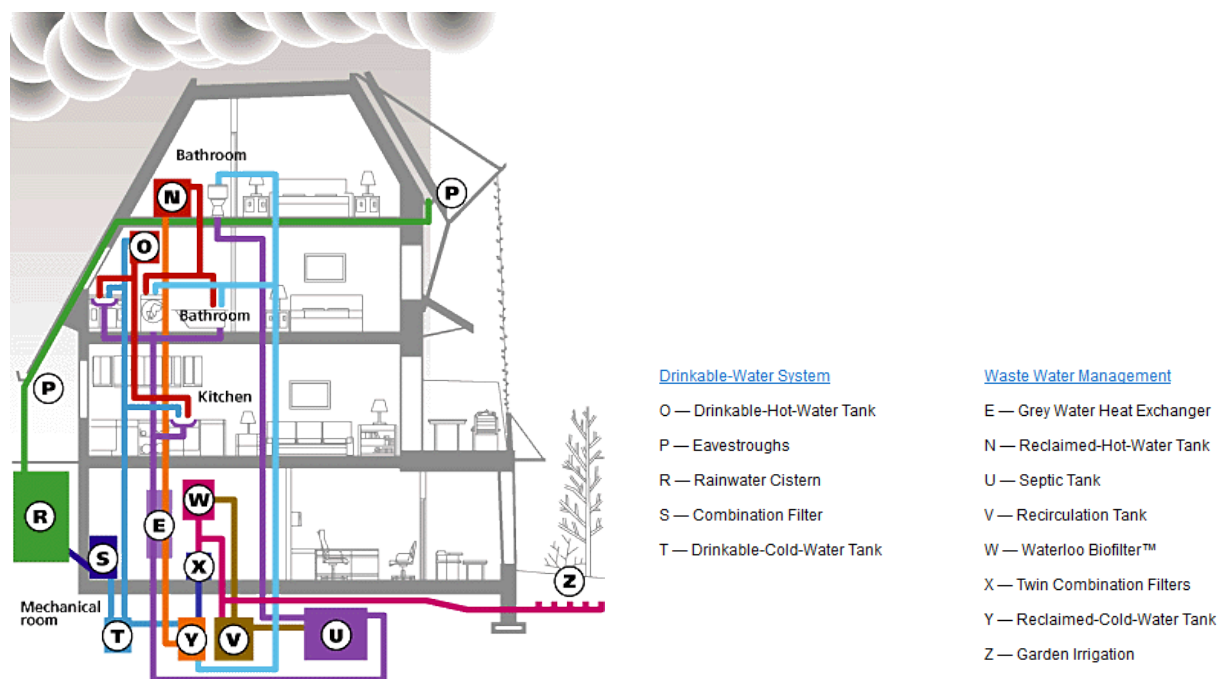 Bathroom
N
P
O
Bathroom
P
Kitchen
R
S
E
W
X
Z
Mechanical
room
T
Y
V
U
Drinkable-Water System
O — Drinkable-Hot-Water Tank
P — Eavestroughs
R — Rainwater Cistern
S — Combination Filter
T — Drinkable-Cold-Water Tank
Waste Water Management
E — Grey Water Heat Exchanger
N — Reclaimed-Hot-Water Tank
U — Septic Tank
V — Recirculation Tank
W — Waterloo Biofilter™
X — Twin Combination Filters
Y — Reclaimed-Cold-Water Tank
Z — Garden Irrigation